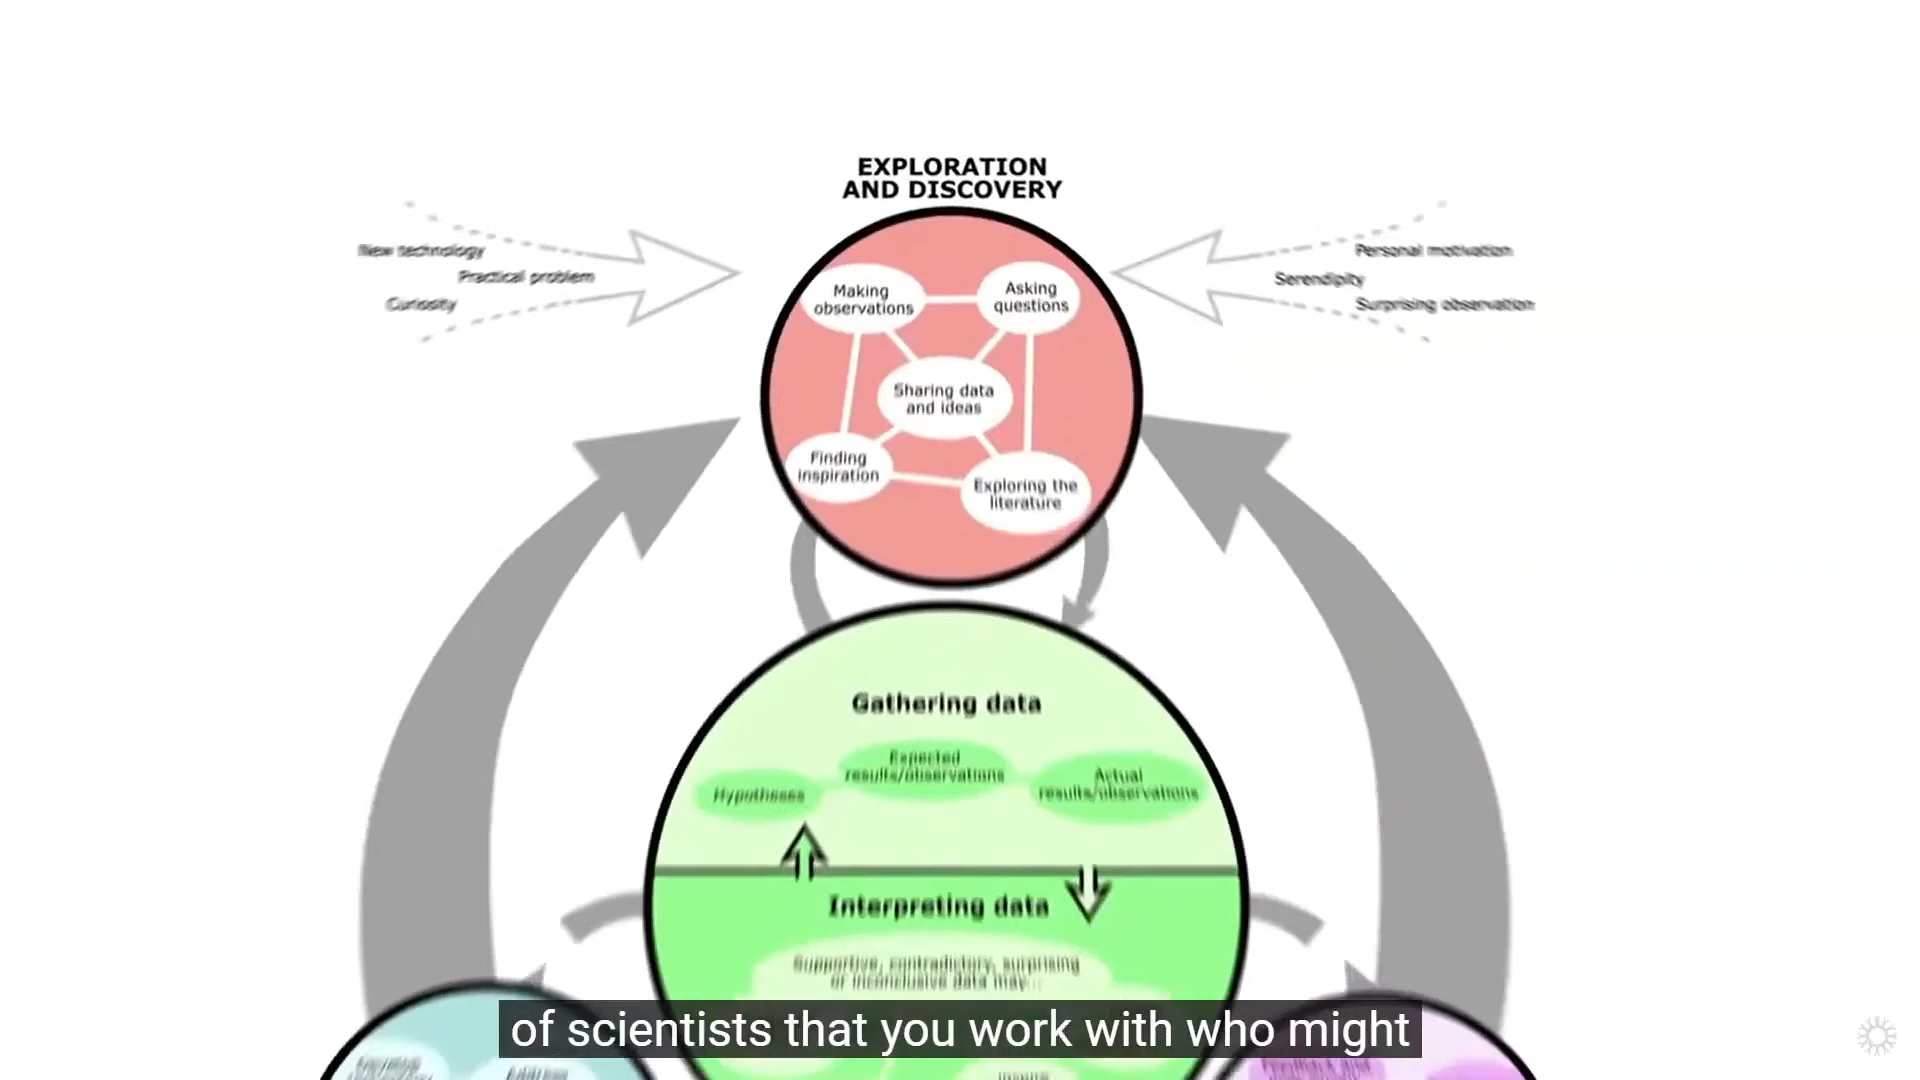 EXPLORATION
AND DISCOVERY
New technology
Practical problem
Curiosity
Personal motivation
Serendipity
Surprising observation
Making
observations
Asking
questions
Sharing data
and ideas
Finding
inspiration
Exploring the
literature
Gathering data
Hypotheses
Expected
results/observations
Actual
results/observations
Interpreting data
Supportive, contradictory, surprising
or inconclusive data may...
of scientists that you work with who might
Address
inspire